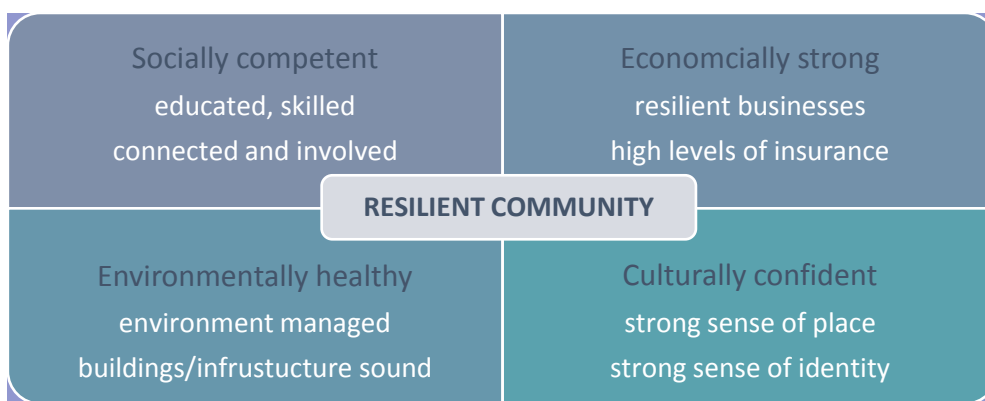 Socially competent
educated, skilled
connected and involved
Economcially strong
resilient businesses
high levels of insurance
RESILIENT COMMUNITY
Environmentally healthy
environment managed
buildings/infrustucture sound
Culturally confident
strong sense of place
strong sense of identity